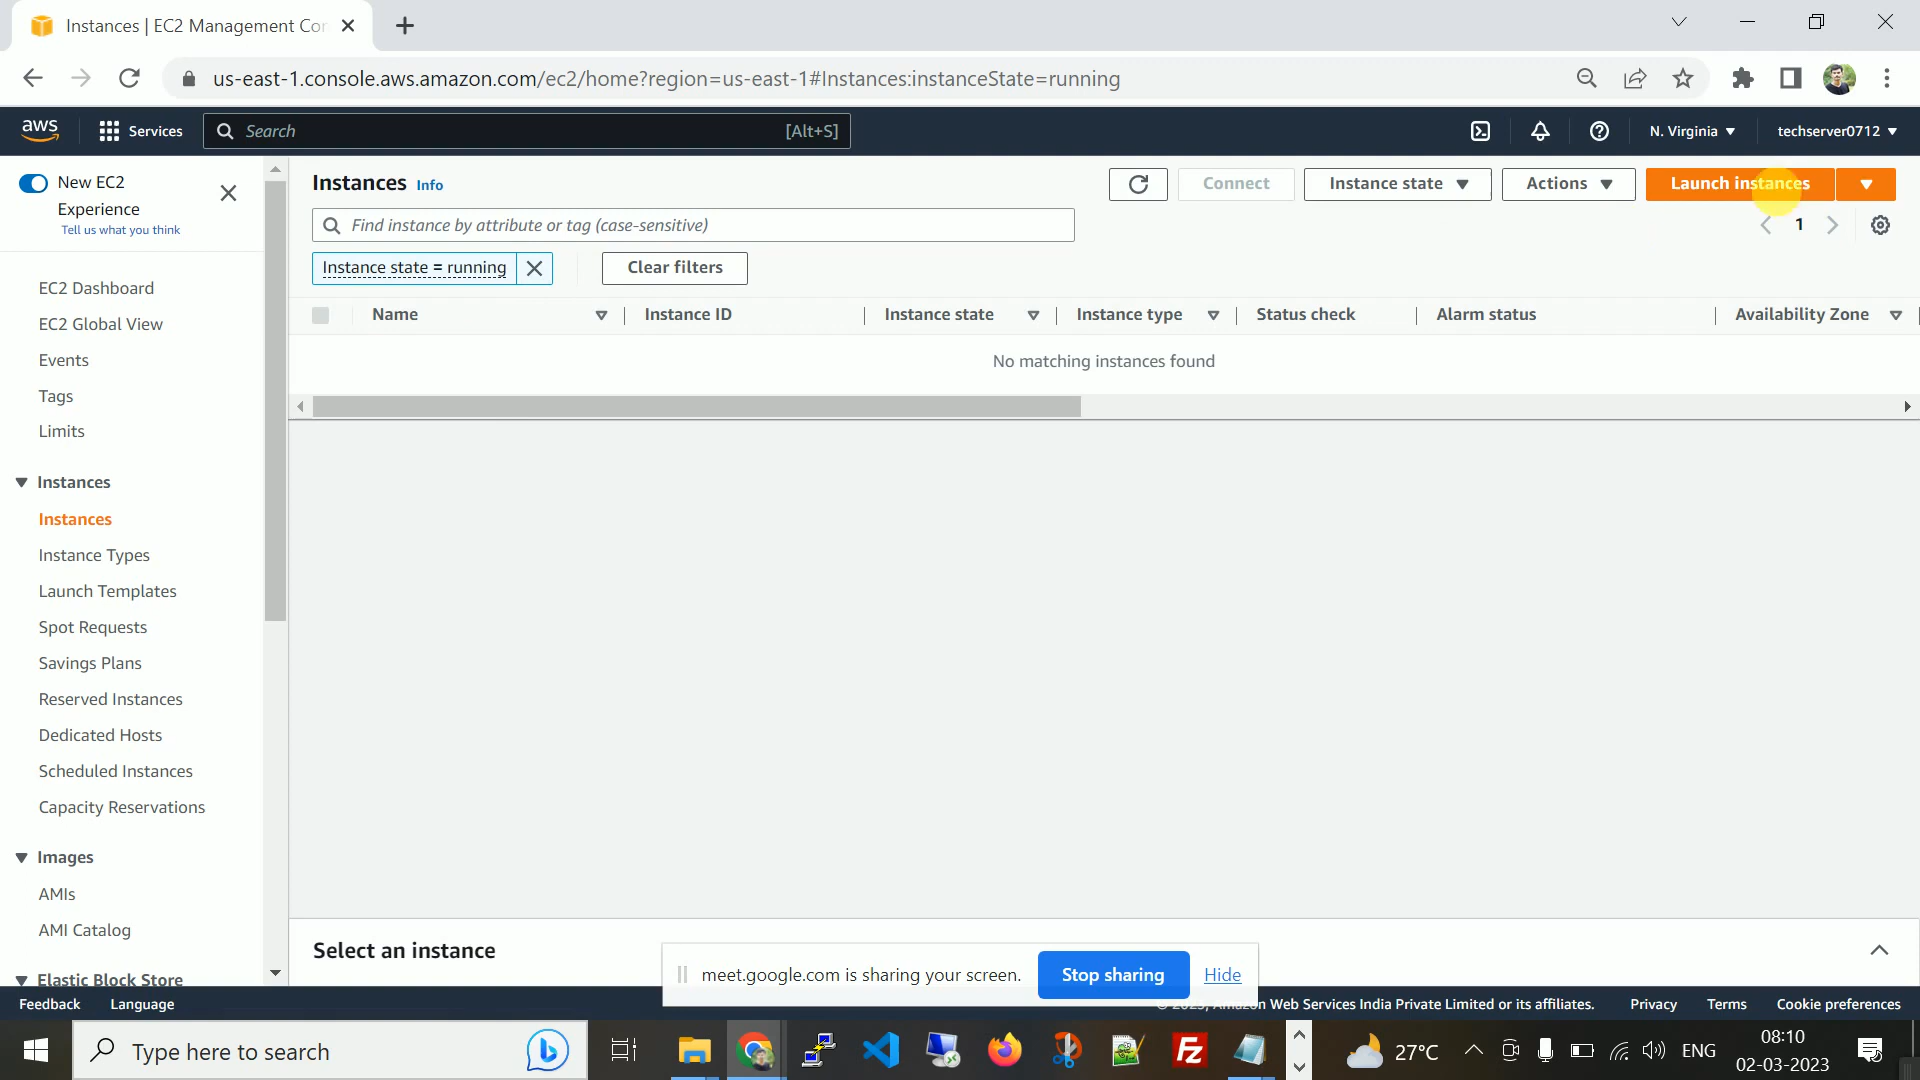 Instances | EC2 Management Con
us-east-1.console.aws.amazon.com/ec2/home?region=us-east-1#Instances:instanceState=running
aws
Services
Search
[Alt+S]
N. Virginia
techserver0712
New EC2
Experience
Tell us what you think
EC2 Dashboard
EC2 Global View
Events
Tags
Limits
Instances
Instances
Instance Types
Launch Templates
Spot Requests
Savings Plans
Reserved Instances
Dedicated Hosts
Scheduled Instances
Capacity Reservations
Images
AMIs
AMI Catalog
Elastic Block Store
Instances Info
Connect
Instance state
Actions
Launch instances
Find instance by attribute or tag (case-sensitive)
1
Instance state = running
Clear filters
Name
Instance ID
Instance state
Instance type
Status check
Alarm status
Availability Zone
No matching instances found
Select an instance
meet.google.com is sharing your screen.
Stop sharing
Hide
Feedback
Language
© 2023, Amazon Web Services India Private Limited or its affiliates.
Privacy
Terms
Cookie preferences
Type here to search
27°C
ENG
08:10
02-03-2023